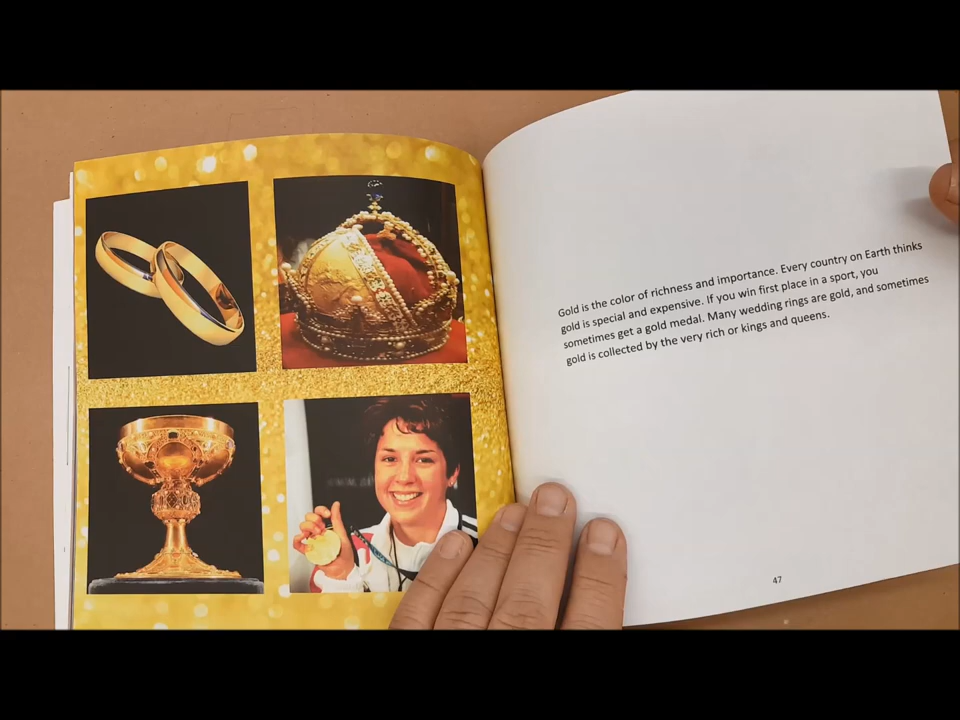 Gold is the color of richness and importance. Every country on Earth thinks
gold is special and expensive. If you win first place in a sport, you
sometimes get a gold medal. Many wedding rings are gold, and sometimes
gold is collected by the very rich or kings and queens.
47